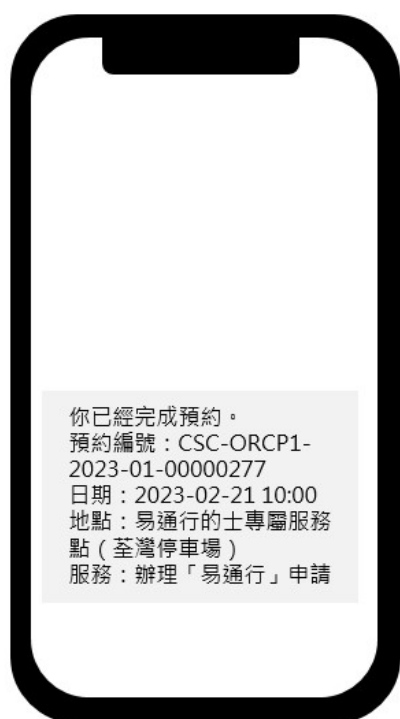 你已經完成預約。
預約編號：CSC-ORCP1-
2023-01-00000277
日期：2023-02-21 10:00
地點：易通行的士專屬服務
點（荃灣停車場）
服務：辦理「易通行」申請